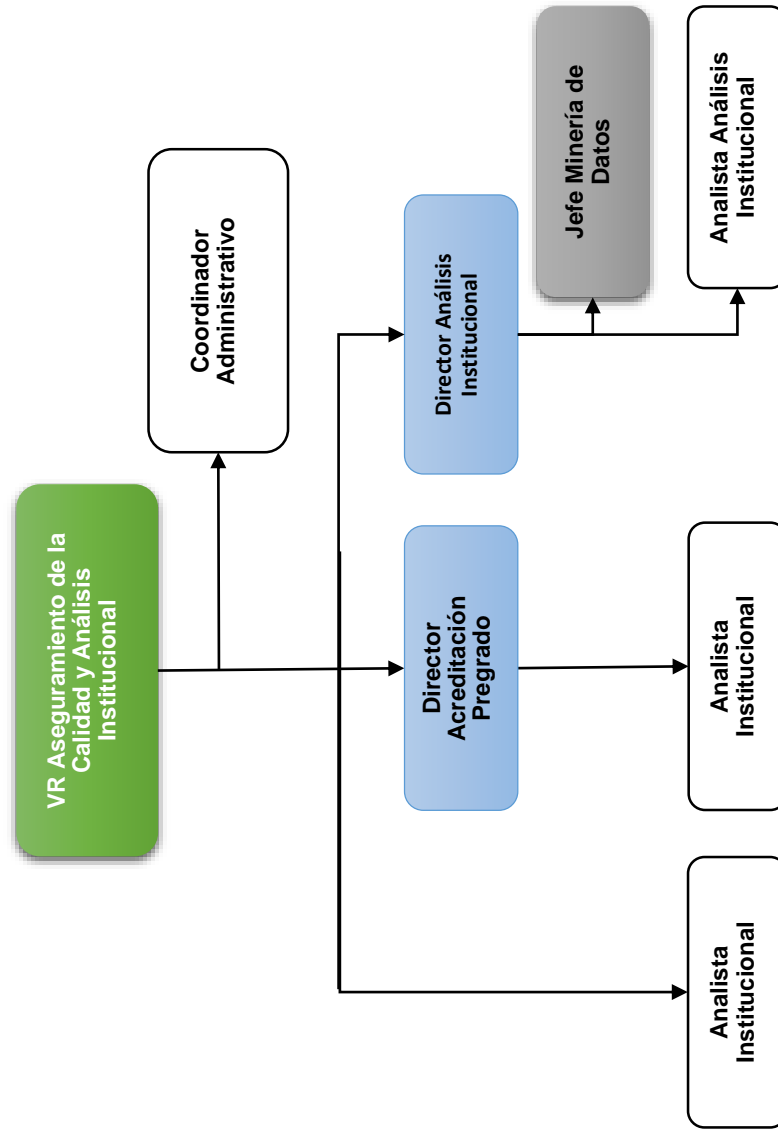 VR Aseguramiento de la
Calidad y Análisis
Institucional
Coordinador
Administrativo
Director
Acreditación
Pregrado
Director Análisis
Institucional
Jefe Minería de
Datos
Analista
Institucional
Analista
Institucional
Analista Análisis
Institucional